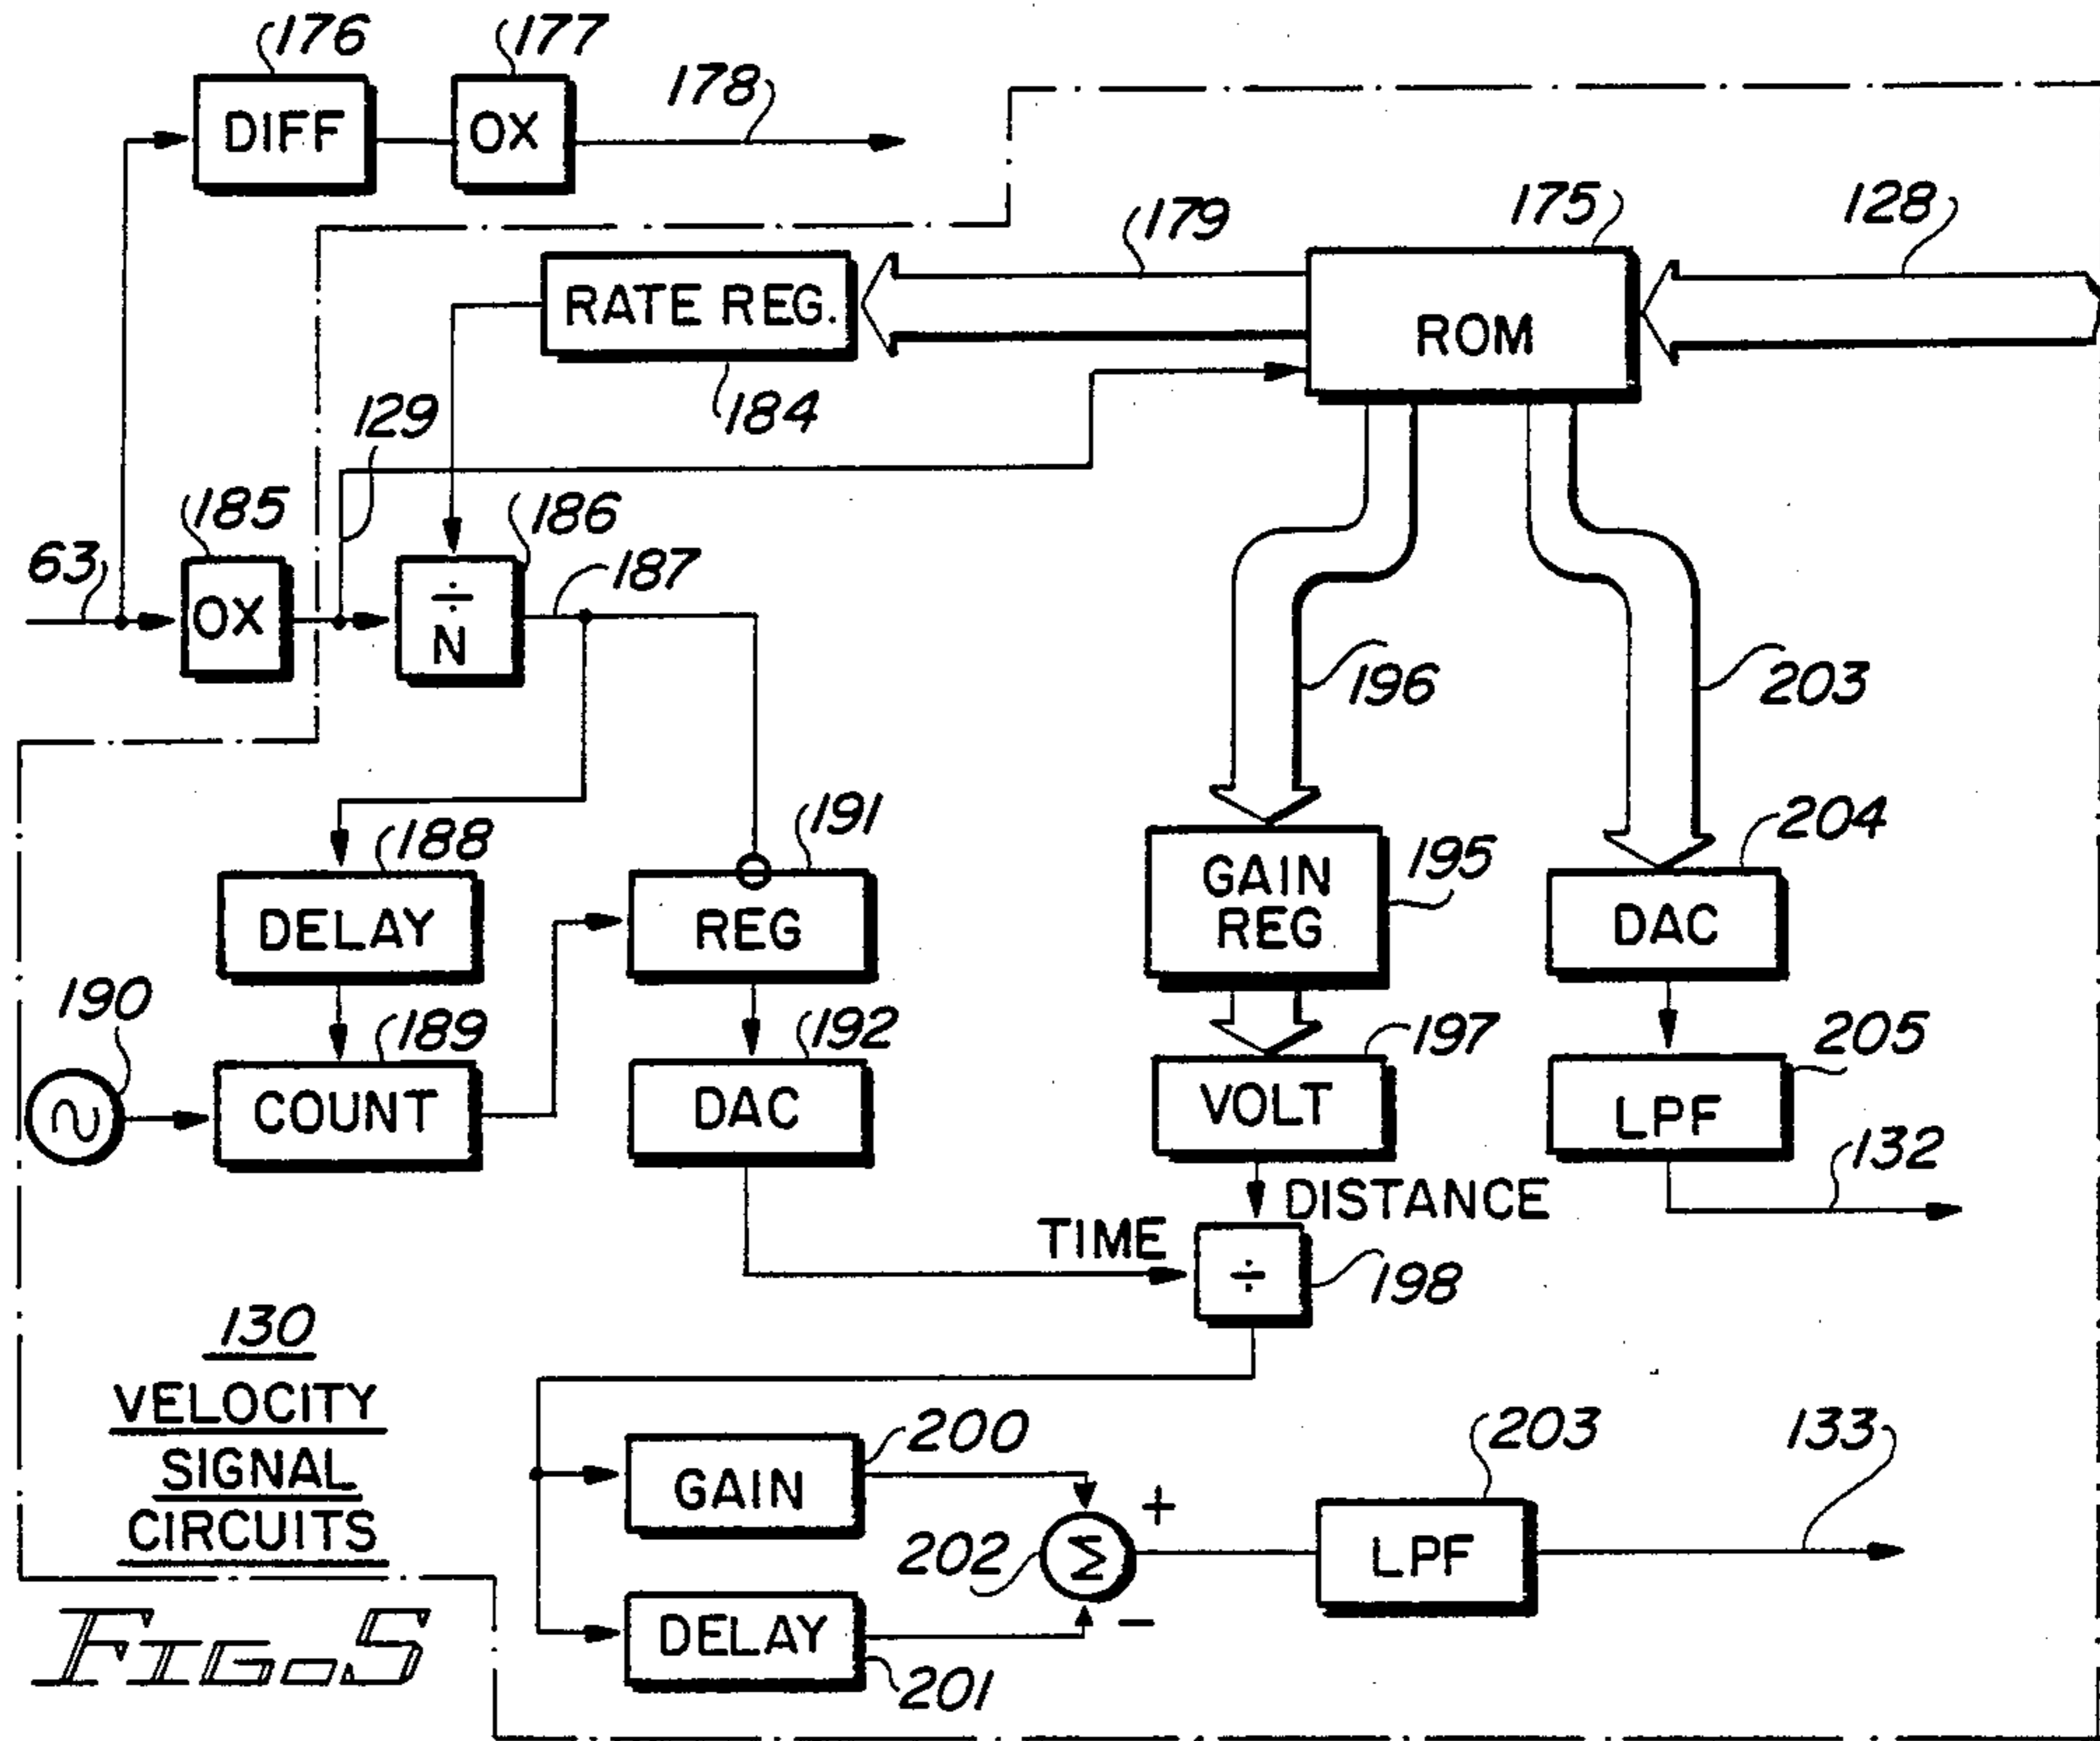 176
177
178
DIFF
OX
179
175
128
RATE REG.
ROM
184
129
185
186
187
63
OX
÷
N
196
203
188
191
204
DELAY
REG
GAIN
REG
195
DAC
190
189
192
197
205
COUNT
DAC
VOLT
LPF
132
DISTANCE
TIME
÷
198
130
VELOCITY
SIGNAL
CIRCUITS
200
203
133
GAIN
+
202
Σ
LPF
DELAY
−
201
FIG. 5